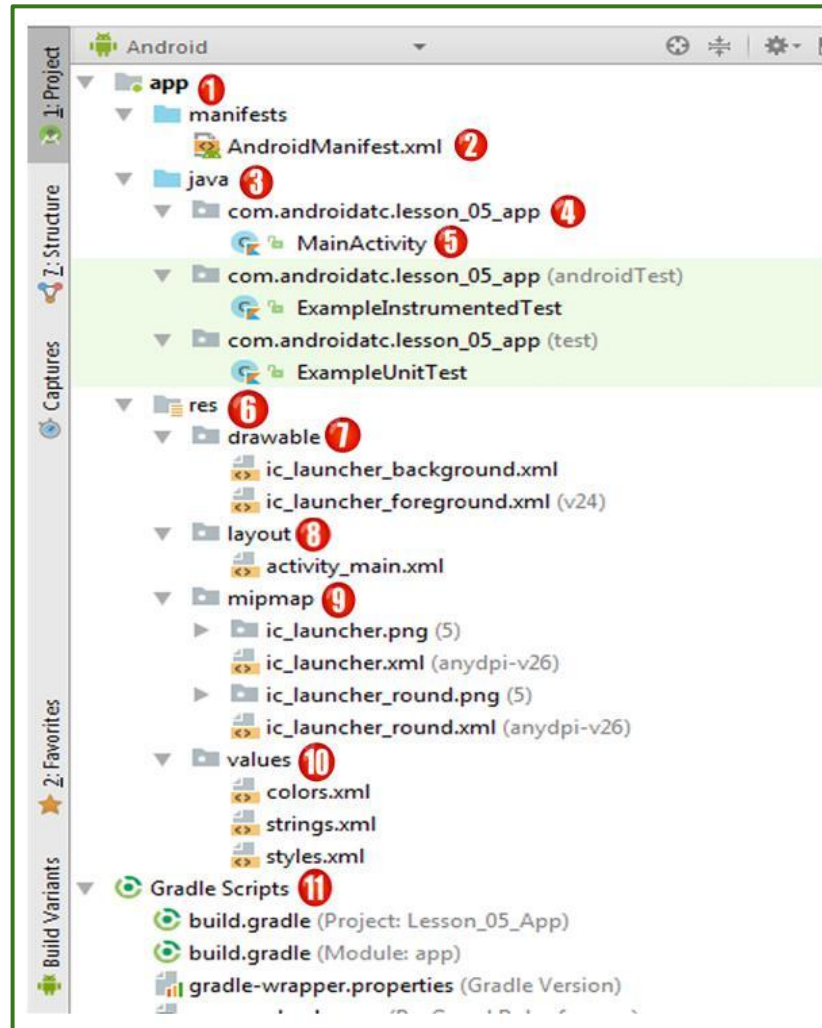 Android
1: Project
7: Structure
Captures
2: Favorites
Build Variants
app 1
manifests
AndroidManifest.xml 2
java 3
com.androidatc.lesson_05_app 4
MainActivity 5
com.androidatc.lesson_05_app (androidTest)
ExampleInstrumentedTest
com.androidatc.lesson_05_app (test)
ExampleUnitTest
res 6
drawable 7
ic_launcher_background.xml
ic_launcher_foreground.xml (v24)
layout 8
activity_main.xml
mipmap 9
ic_launcher.png (5)
ic_launcher.xml (anydpi-v26)
ic_launcher_round.png (5)
ic_launcher_round.xml (anydpi-v26)
values 10
colors.xml
strings.xml
styles.xml
Gradle Scripts 11
build.gradle (Project: Lesson_05_App)
build.gradle (Module: app)
gradle-wrapper.properties (Gradle Version)